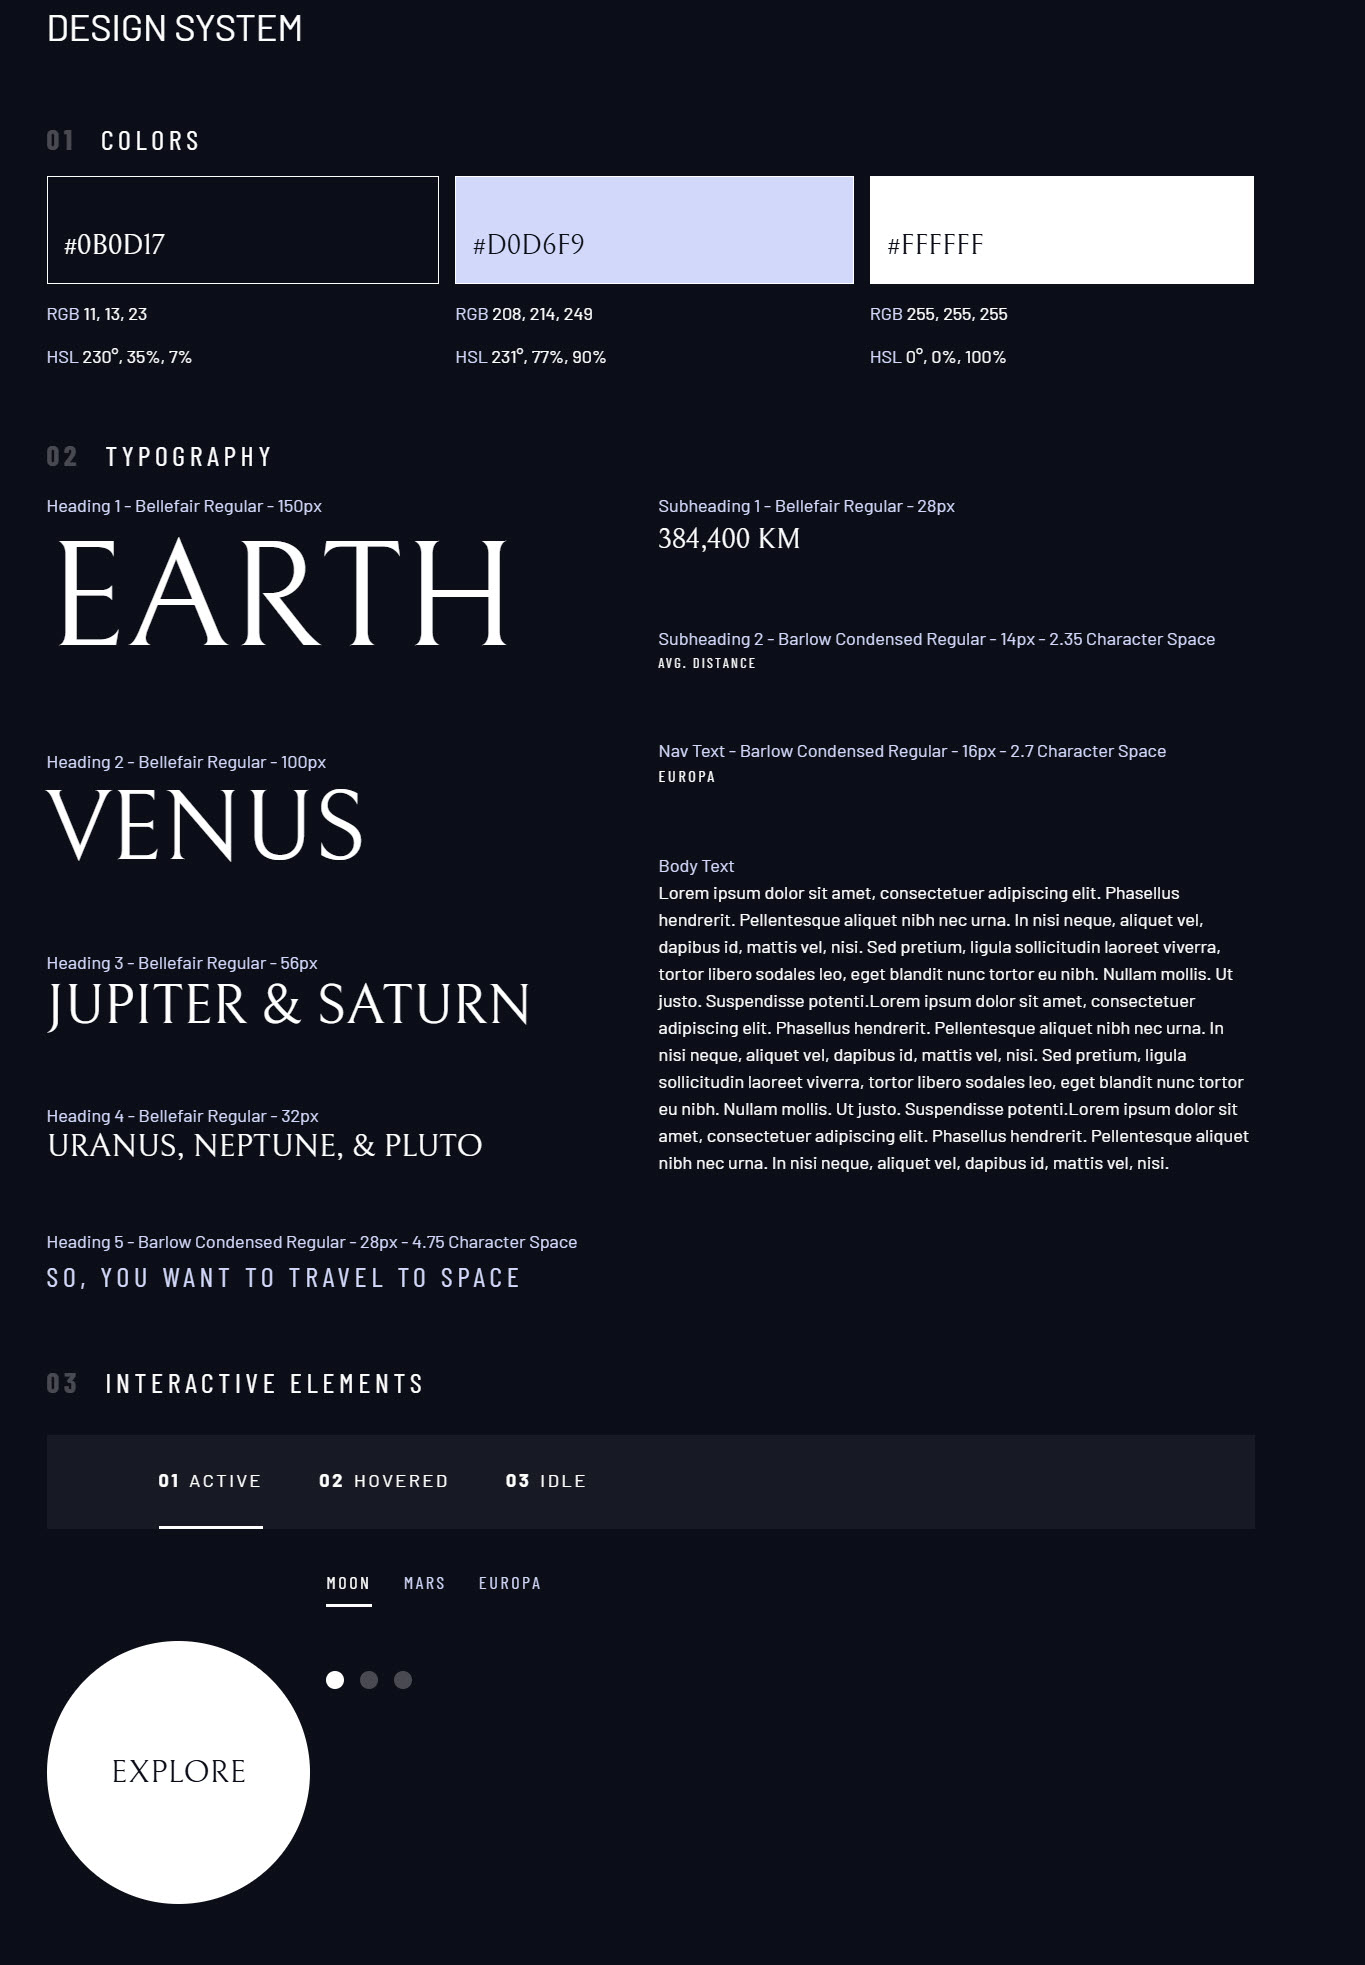 DESIGN SYSTEM
01 COLORS
#0B0D17
RGB 11, 13, 23
HSL 230°, 35%, 7%
#D0D6F9
RGB 208, 214, 249
HSL 231°, 77%, 90%
#FFFFFF
RGB 255, 255, 255
HSL 0°, 0%, 100%
02 TYPOGRAPHY
Heading 1 - Bellefair Regular - 150px
EARTH
Heading 2 - Bellefair Regular - 100px
VENUS
Heading 3 - Bellefair Regular - 56px
JUPITER & SATURN
Heading 4 - Bellefair Regular - 32px
URANUS, NEPTUNE, & PLUTO
Heading 5 - Barlow Condensed Regular - 28px - 4.75 Character Space
SO, YOU WANT TO TRAVEL TO SPACE
Subheading 1 - Bellefair Regular - 28px
384,400 KM
Subheading 2 - Barlow Condensed Regular - 14px - 2.35 Character Space
AVG. DISTANCE
Nav Text - Barlow Condensed Regular - 16px - 2.7 Character Space
EUROPA
Body Text
Lorem ipsum dolor sit amet, consectetuer adipiscing elit. Phasellus
hendrerit. Pellentesque aliquet nibh nec urna. In nisi neque, aliquet vel,
dapibus id, mattis vel, nisi. Sed pretium, ligula sollicitudin laoreet viverra,
tortor libero sodales leo, eget blandit nunc tortor eu nibh. Nullam mollis. Ut
justo. Suspendisse potenti.Lorem ipsum dolor sit amet, consectetuer
adipiscing elit. Phasellus hendrerit. Pellentesque aliquet nibh nec urna. In
nisi neque, aliquet vel, dapibus id, mattis vel, nisi. Sed pretium, ligula
sollicitudin laoreet viverra, tortor libero sodales leo, eget blandit nunc tortor
eu nibh. Nullam mollis. Ut justo. Suspendisse potenti.Lorem ipsum dolor sit
amet, consectetuer adipiscing elit. Phasellus hendrerit. Pellentesque aliquet
nibh nec urna. In nisi neque, aliquet vel, dapibus id, mattis vel, nisi.
03 INTERACTIVE ELEMENTS
01 ACTIVE 02 HOVERED 03 IDLE
MOON MARS EUROPA
EXPLORE